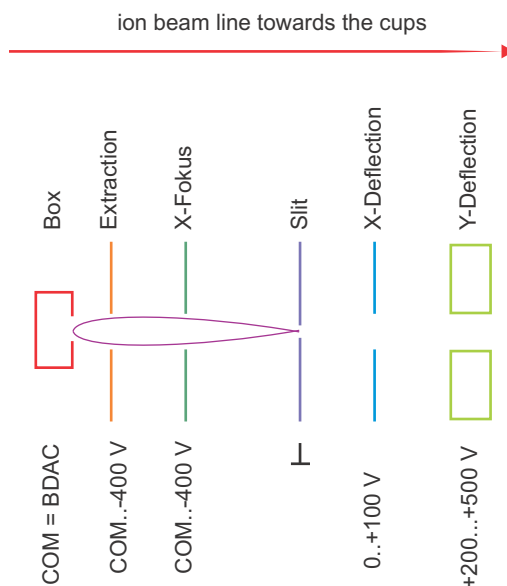 ion beam line towards the cups
Box
Extraction
X-Fokus
Slit
X-Deflection
Y-Deflection
COM = BDAC
COM..-400 V
COM..-400 V
0..+100 V
+200...+500 V